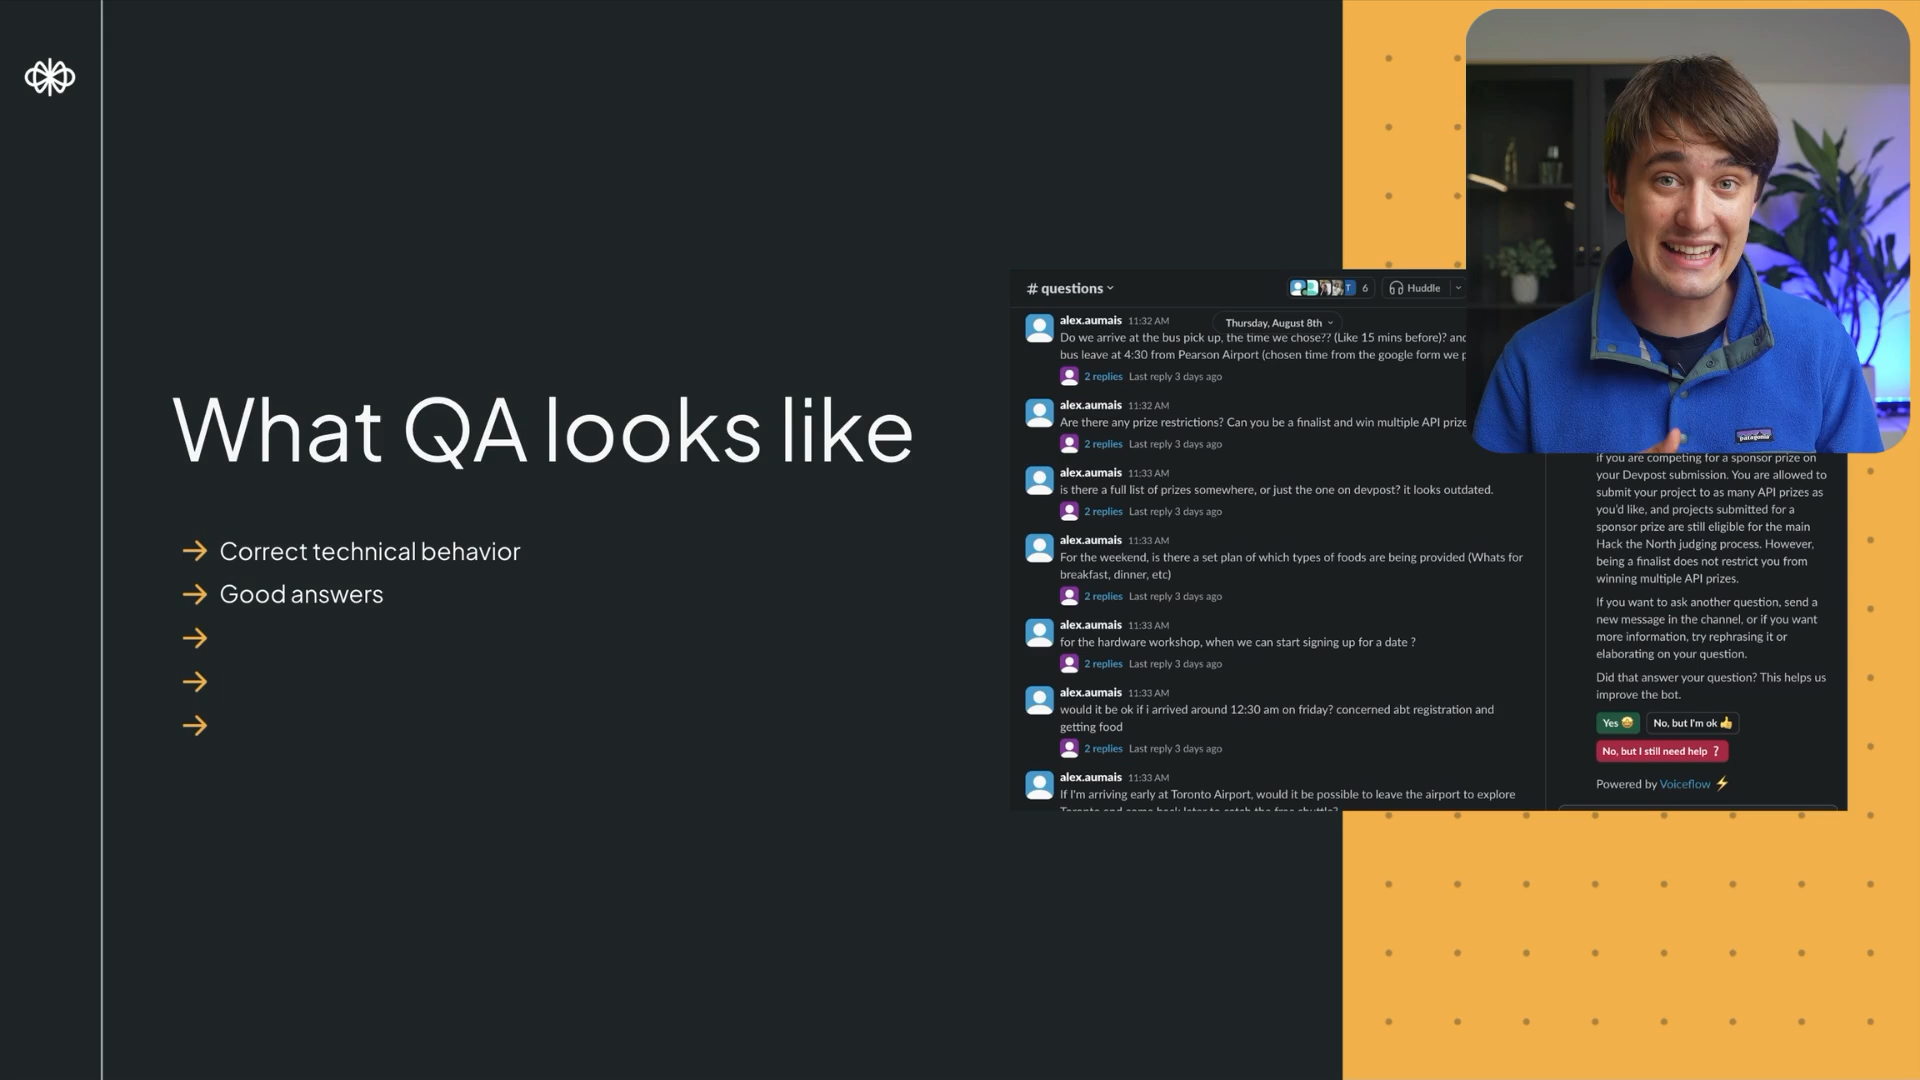 What QA looks like
→ Correct technical behavior
→ Good answers
→
→
→
# questions
6
Huddle
Thursday, August 8th
alex.aumais 11:32 AM
Do we arrive at the bus pick up, the time we chose?? (Like 15 mins before)? and
bus leave at 4:30 from Pearson Airport (chosen time from the google form we
2 replies Last reply 3 days ago
alex.aumais 11:32 AM
Are there any prize restrictions? Can you be a finalist and win multiple API prize
2 replies Last reply 3 days ago
alex.aumais 11:33 AM
is there a full list of prizes somewhere, or just the one on devpost? it looks outdated.
2 replies Last reply 3 days ago
alex.aumais 11:33 AM
For the weekend, is there a set plan of which types of foods are being provided (Whats for
breakfast, dinner, etc)
2 replies Last reply 3 days ago
alex.aumais 11:33 AM
for the hardware workshop, when we can start signing up for a date ?
2 replies Last reply 3 days ago
alex.aumais 11:33 AM
would it be ok if i arrived around 12:30 am on friday? concerned abt registration and
getting food
2 replies Last reply 3 days ago
alex.aumais 11:33 AM
If I'm arriving early at Toronto Airport, would it be possible to leave the airport to explore
Toronto and come back later to catch the free shuttle?
if you are competing for a sponsor prize on
your Devpost submission. You are allowed to
submit your project to as many API prizes as
you'd like, and projects submitted for a
sponsor prize are still eligible for the main
Hack the North judging process. However,
being a finalist does not restrict you from
winning multiple API prizes.
If you want to ask another question, send a
new message in the channel, or if you want
more information, try rephrasing it or
elaborating on your question.
Did that answer your question? This helps us
improve the bot.
Yes 🤩
No, but I'm ok 👍
No, but I still need help ❓
Powered by Voiceflow ⚡
patagonia